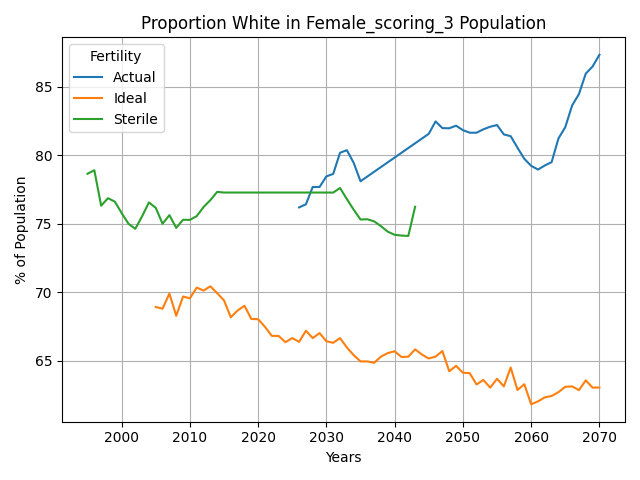 Proportion White in Female_scoring_3 Population
Fertility
Actual
Ideal
Sterile
85
80
75
70
65
% of Population
2000 2010 2020 2030 2040 2050 2060 2070
Years